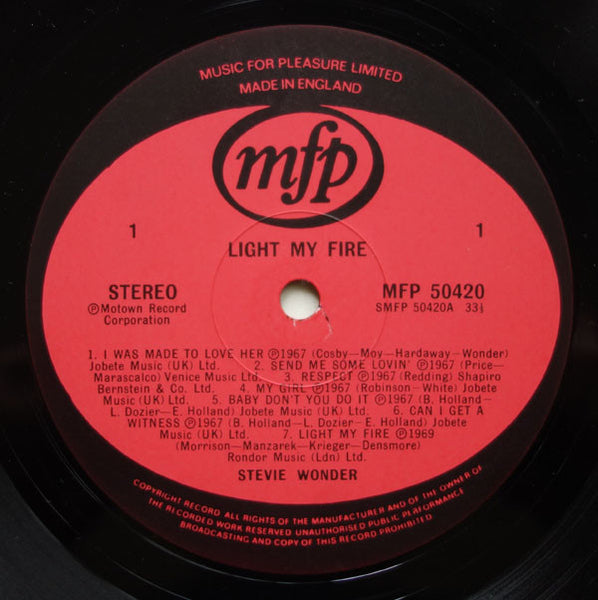 MUSIC FOR PLEASURE LIMITED
MADE IN ENGLAND
mfp
1 1
LIGHT MY FIRE
STEREO MFP 50420
℗Motown Record SMFP 50420A 33⅓
Corporation
1. I WAS MADE TO LOVE HER ℗1967 (Cosby—Moy—Hardaway—Wonder)
Jobete Music (UK) Ltd. 2. SEND ME SOME LOVIN' ℗1967 (Price—
Marascalco) Venice Music Ltd. 3. RESPECT ℗1967 (Redding) Shapiro
Bernstein & Co. Ltd. 4. MY GIRL ℗1967 (Robinson—White) Jobete
Music (UK) Ltd. 5. BABY DON'T YOU DO IT ℗1967 (B. Holland—
L. Dozier—E. Holland) Jobete Music (UK) Ltd. 6. CAN I GET A
WITNESS ℗1967 (B. Holland—L. Dozier—E. Holland) Jobete
Music (UK) Ltd. 7. LIGHT MY FIRE ℗1969
(Morrison—Manzarek—Krieger—Densmore)
Rondor Music (Ldn) Ltd.
STEVIE WONDER
COPYRIGHT RECORD ALL RIGHTS OF THE MANUFACTURER AND OF THE OWNER OF
THE RECORDED WORK RESERVED UNAUTHORISED PUBLIC PERFORMANCE
BROADCASTING AND COPY OF THIS RECORD PROHIBITED